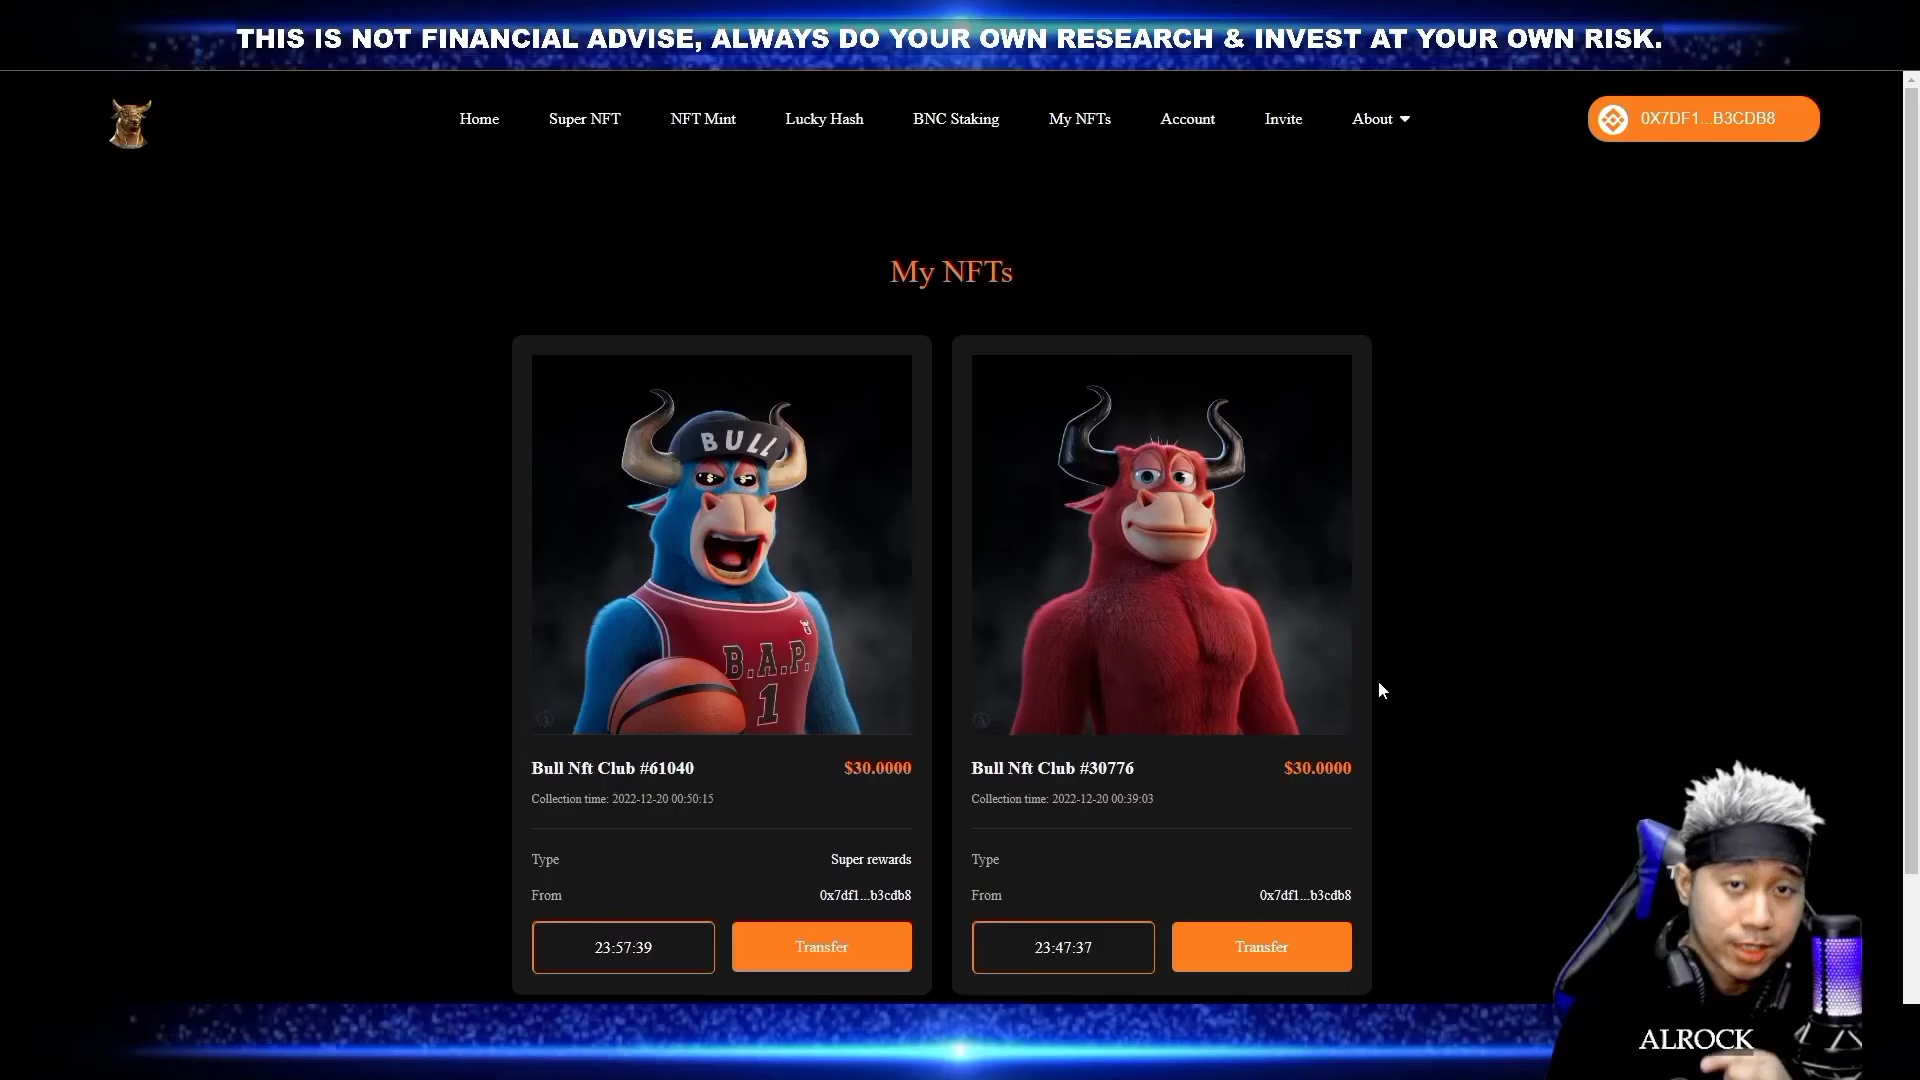 THIS IS NOT FINANCIAL ADVISE, ALWAYS DO YOUR OWN RESEARCH & INVEST AT YOUR OWN RISK.
Home Super NFT NFT Mint Lucky Hash BNC Staking My NFTs Account Invite About 0X7DF1...B3CDB8
My NFTs
BULL
B.A.P.
1
Bull Nft Club #61040 $30.0000
Collection time: 2022-12-20 00:50:15
Type Super rewards
From 0x7df1...b3cdb8
23:57:39 Transfer
Bull Nft Club #30776 $30.0000
Collection time: 2022-12-20 00:39:03
Type
From 0x7df1...b3cdb8
23:47:37 Transfer
ALROCK